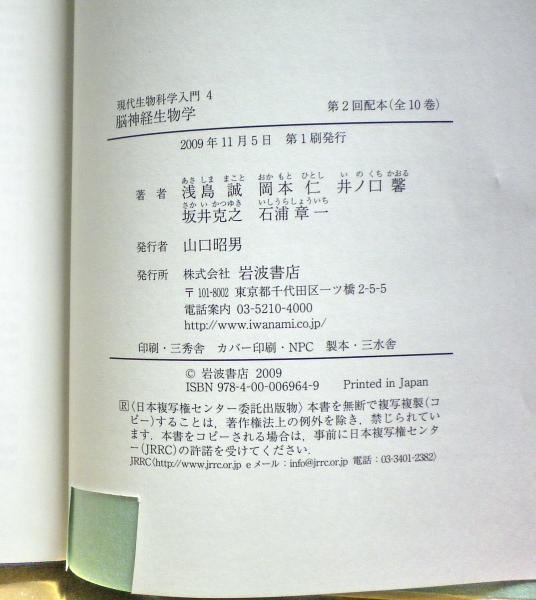 現代生物科学入門 4
脳神経生物学
第2回配本(全10巻)
2009年11月5日 第1刷発行
あさ しま まこと おか もと ひとし い の くち かおる
著 者 浅島 誠 岡本 仁 井ノ口 馨
さか い かつゆき いしうらしょういち
坂井克之 石浦章一
発行者 山口昭男
発行所 株式会社 岩波書店
〒101-8002 東京都千代田区一ツ橋2-5-5
電話案内 03-5210-4000
http://www.iwanami.co.jp/
印刷・三秀舎 カバー印刷・NPC 製本・三水舎
© 岩波書店 2009
ISBN 978-4-00-006964-9 Printed in Japan
Ⓡ〈日本複写権センター委託出版物〉本書を無断で複写複製(コ
ピー)することは,著作権法上の例外を除き,禁じられてい
ます.本書をコピーされる場合は,事前に日本複写権センタ
ー(JRRC)の許諾を受けてください.
JRRC〈http://www.jrrc.or.jp eメール:info@jrrc.or.jp 電話:03-3401-2382〉